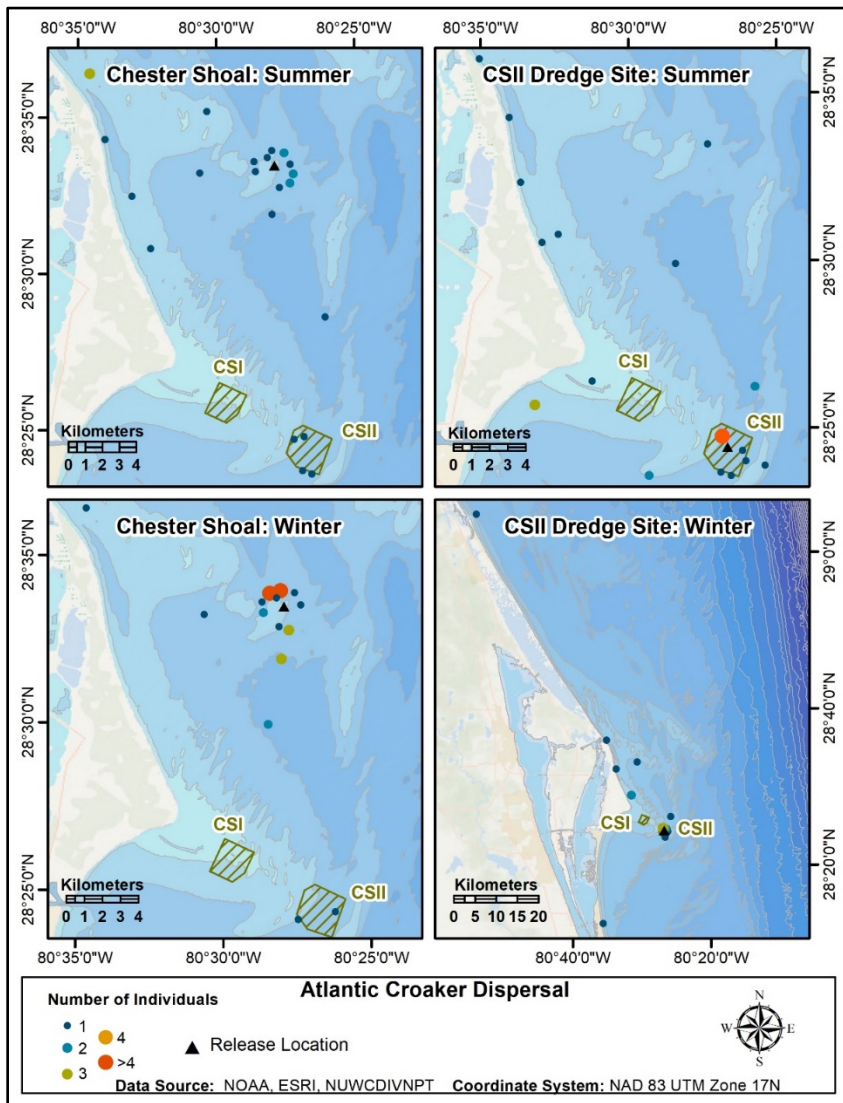 80°35'0"W 80°30'0"W 80°25'0"W
80°30'0"W 80°25'0"W
Chester Shoal: Summer
28°35'0"N
28°30'0"N
28°25'0"N
CSI
CSII
Kilometers
0 1 2 3 4
CSII Dredge Site: Summer
28°35'0"N
28°30'0"N
28°25'0"N
CSI
CSII
Kilometers
0 1 2 3 4
Chester Shoal: Winter
28°35'0"N
28°30'0"N
28°25'0"N
CSI
CSII
Kilometers
0 1 2 3 4
80°35'0"W 80°30'0"W 80°25'0"W
CSII Dredge Site: Winter
29°0'0"N
28°40'0"N
28°20'0"N
CSI CSII
Kilometers
0 5 10 15 20
80°40'0"W 80°20'0"W
Atlantic Croaker Dispersal
Number of Individuals
1
2
3
4
>4
Release Location
N
W E
S
Data Source: NOAA, ESRI, NUWCDIVNPT Coordinate System: NAD 83 UTM Zone 17N